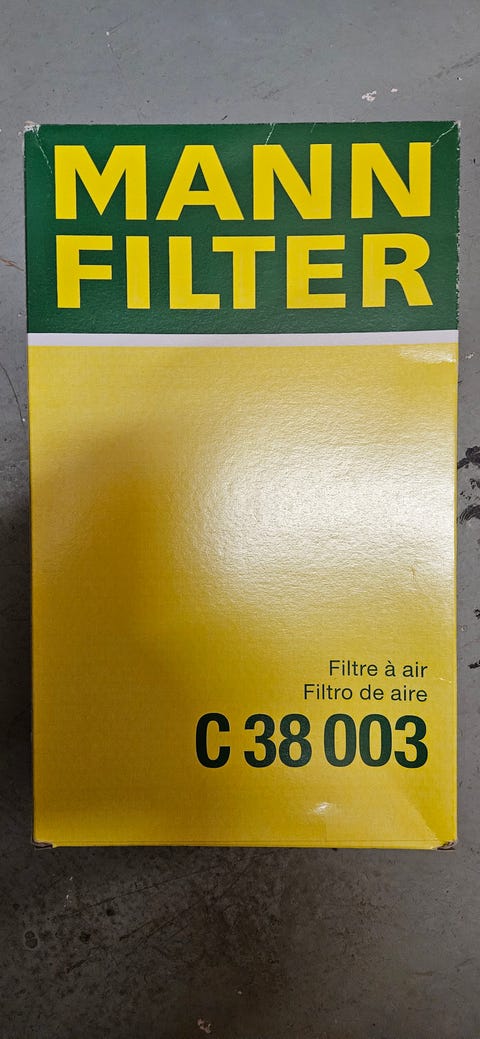 MANN
FILTER
Filtre à air
Filtro de aire
C 38 003